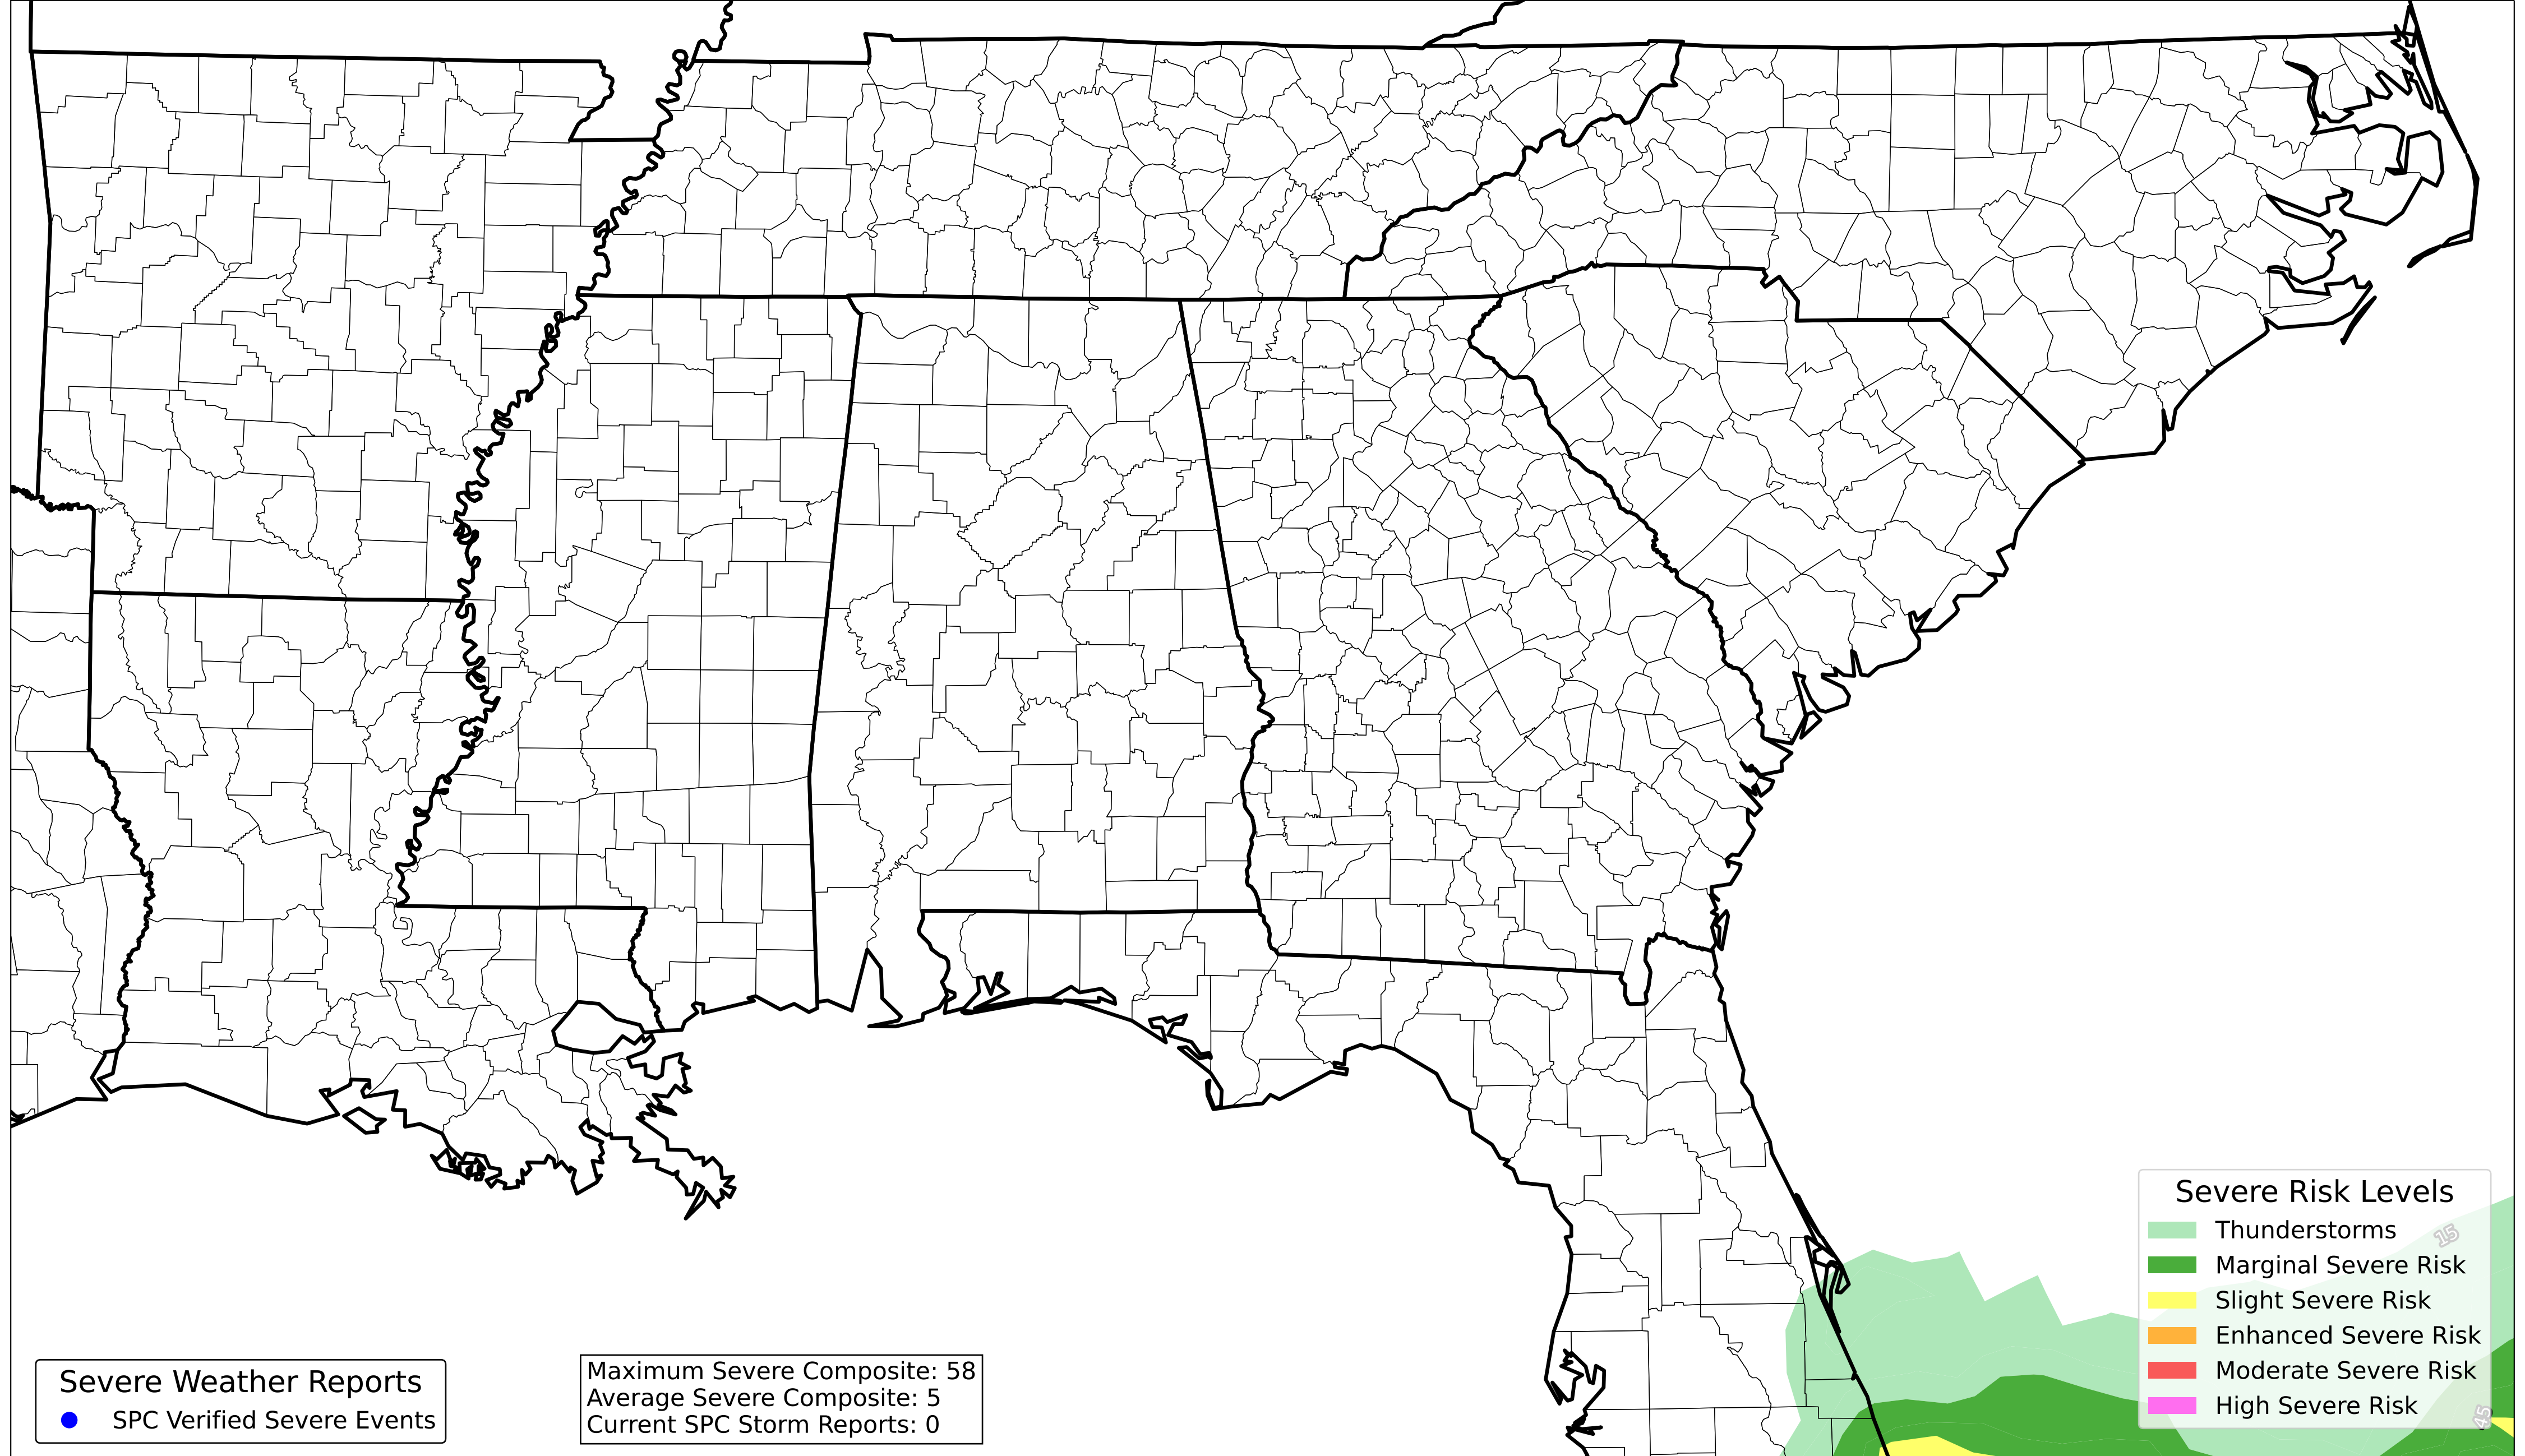 15
Severe Risk Levels
Thunderstorms
Marginal Severe Risk
Slight Severe Risk
Enhanced Severe Risk
Moderate Severe Risk
High Severe Risk
45
Severe Weather Reports
SPC Verified Severe Events
Maximum Severe Composite: 58
Average Severe Composite: 5
Current SPC Storm Reports: 0